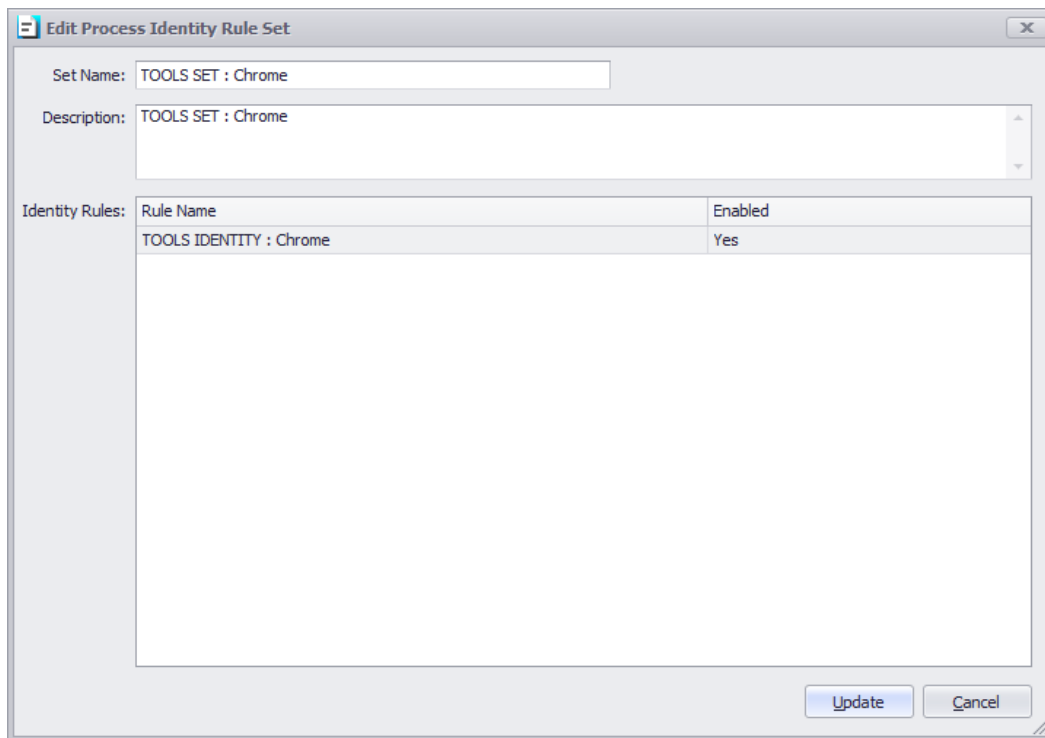 Edit Process Identity Rule Set
Set Name: TOOLS SET : Chrome
Description: TOOLS SET : Chrome
Identity Rules: Rule Name Enabled
TOOLS IDENTITY : Chrome Yes
Update Cancel